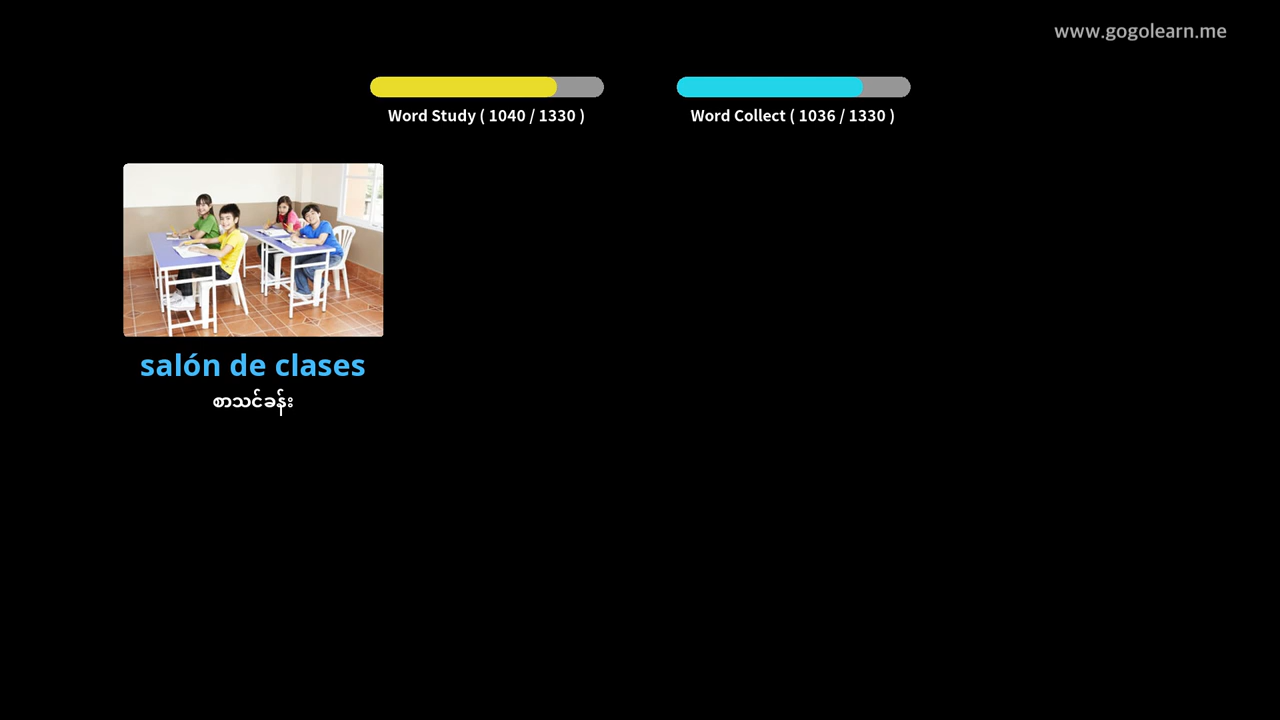 www.gogolearn.me
Word Study ( 1040 / 1330 )
Word Collect ( 1036 / 1330 )
salón de clases
စာသင်ခန်း